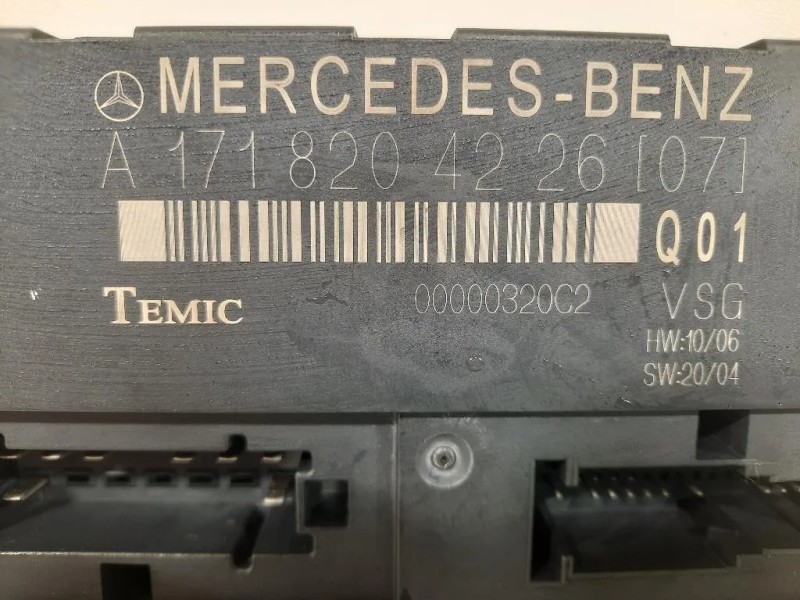 MERCEDES-BENZ
A 171 820 42 26 [07]
Q01
TEMIC 00000320C2 VSG
HW:10/06
SW:20/04